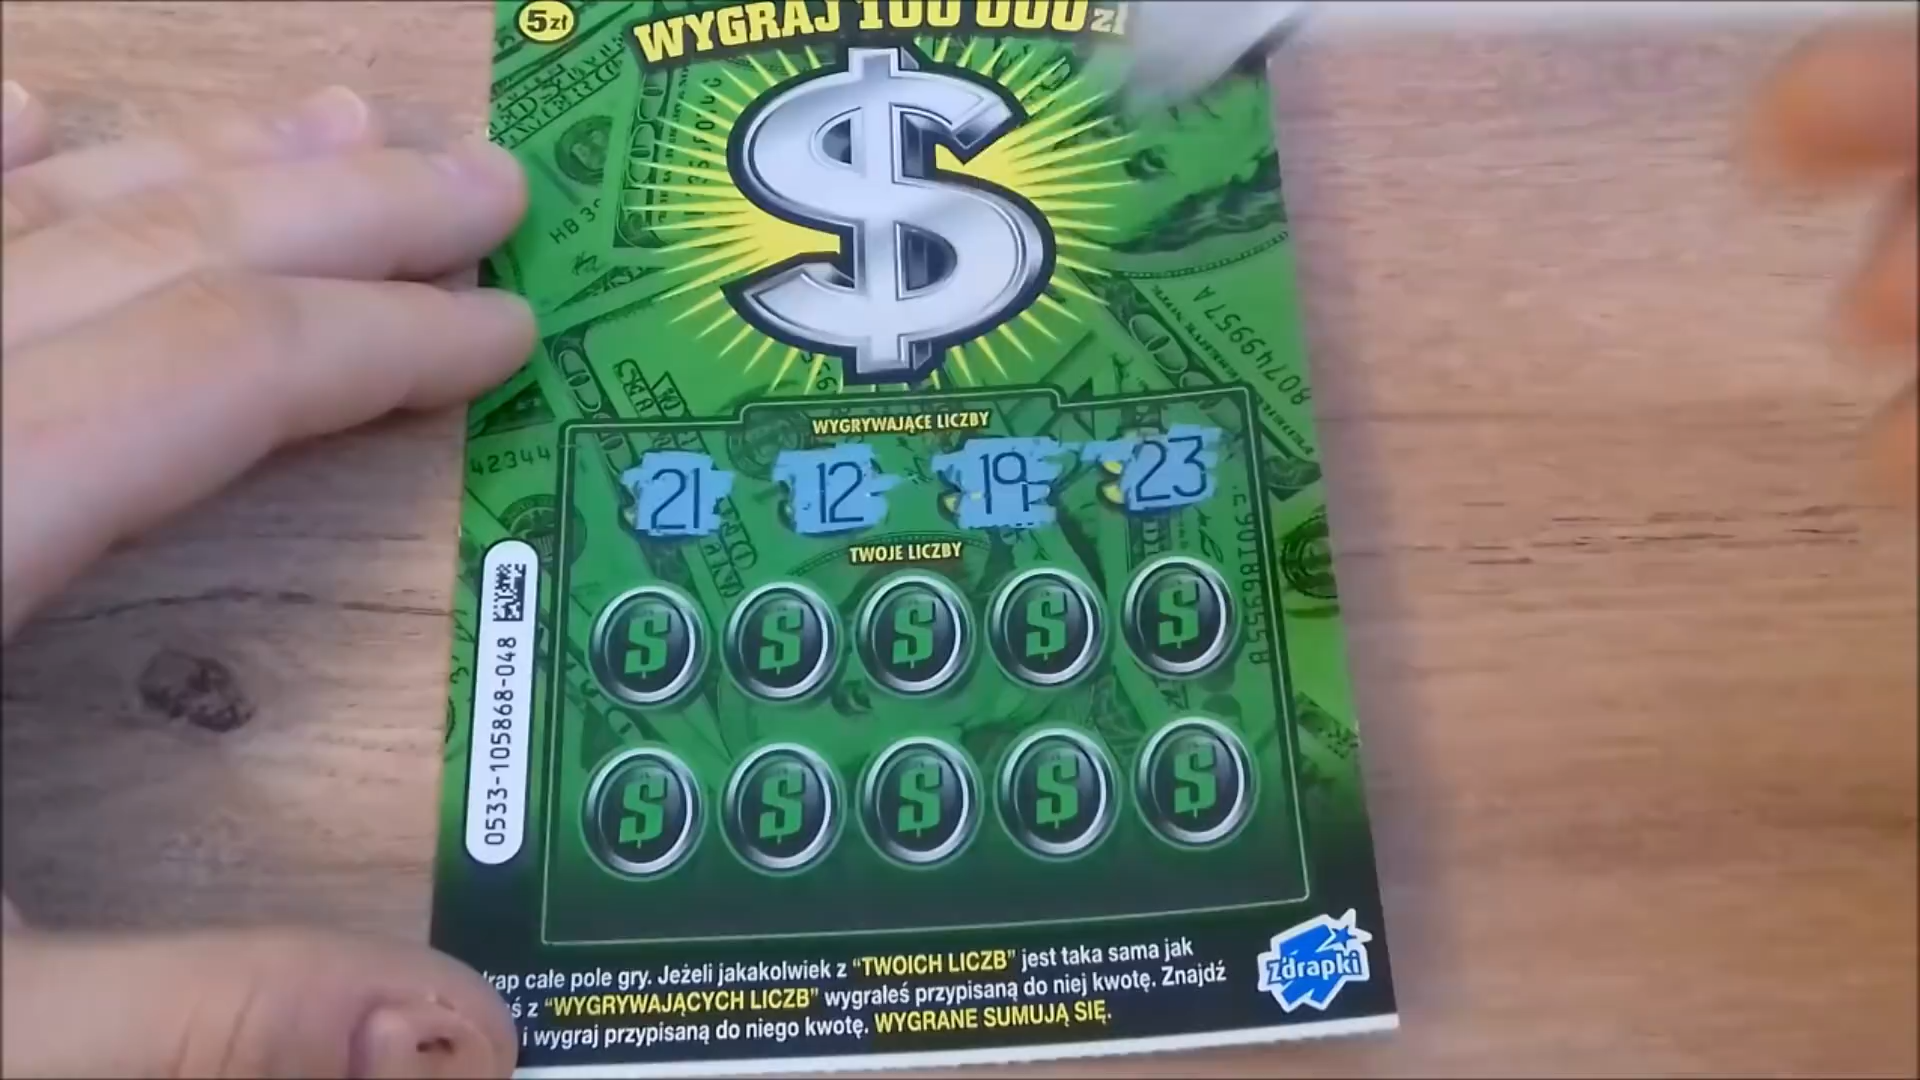 5zł
WYGRAJ 100 000 zł
WYGRYWAJĄCE LICZBY
21 12 19 23
TWOJE LICZBY
0533-105868-048
całe pole gry. Jeżeli jakakolwiek z “TWOICH LICZB” jest taka sama jak
z “WYGRYWAJĄCYCH LICZB” wygrałeś przypisaną do niej kwotę. Znajdź
i wygraj przypisaną do niego kwotę. WYGRANE SUMUJĄ SIĘ.
Zdrapki